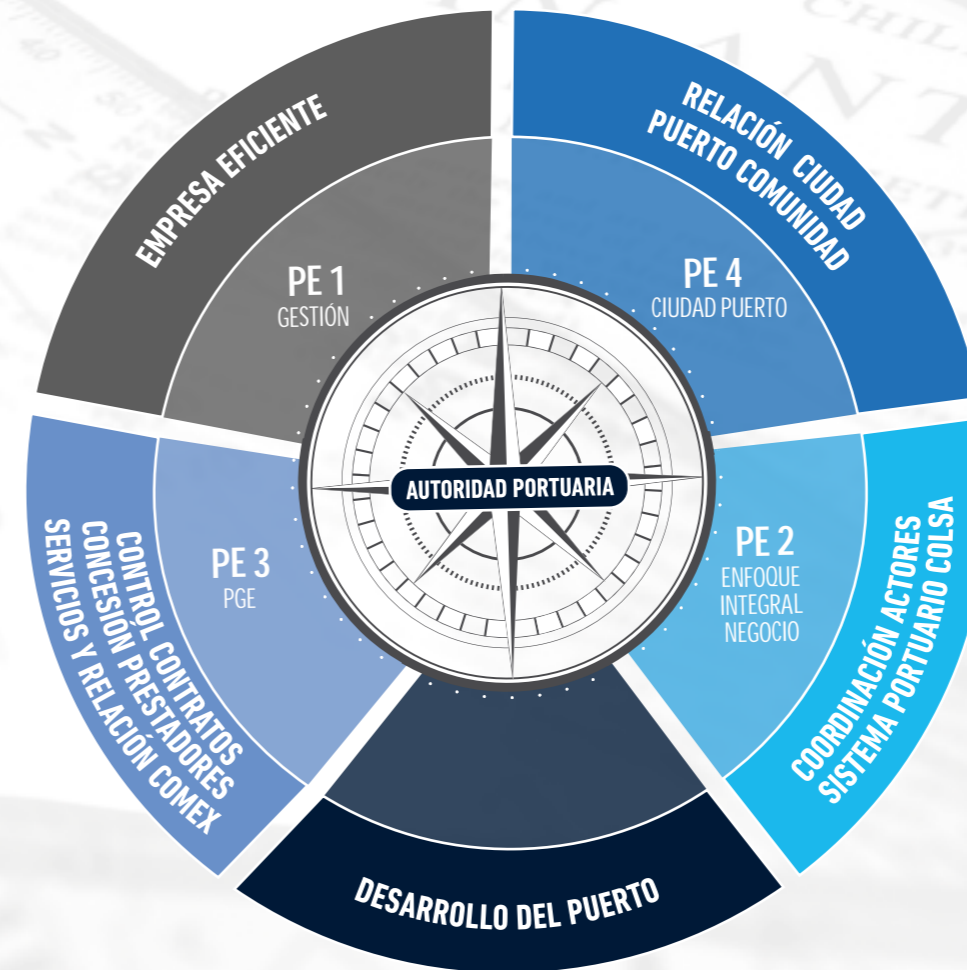 EMPRESA EFICIENTE
PE 1
GESTIÓN
RELACIÓN CIUDAD
PUERTO COMUNIDAD
PE 4
CIUDAD PUERTO
AUTORIDAD PORTUARIA
CONTROL CONTRATOS
CONCESIÓN PRESTADORES
SERVICIOS Y RELACIÓN COMEX
PE 3
PGE
PE 2
ENFOQUE
INTEGRAL
NEGOCIO
COORDINACIÓN ACTORES
SISTEMA PORTUARIO COLSA
DESARROLLO DEL PUERTO